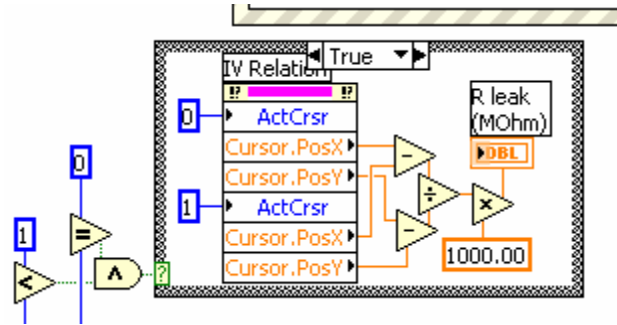 True
IV Relation
!? !?
0 ActCrsr
Cursor.PosX
Cursor.PosY
1 ActCrsr
Cursor.PosX
Cursor.PosY
R leak
(MOhm)
DBL
- 
-
÷
×
1000.00
0
1
=
<
∧
?